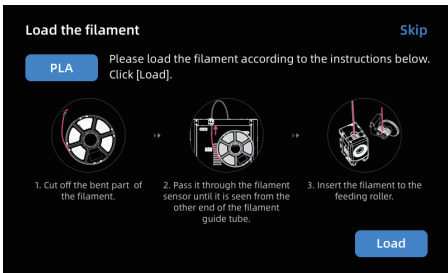 Load the filament
Skip
PLA
Please load the filament according to the instructions below.
Click [Load].
1. Cut off the bent part of
the filament.
2. Pass it through the filament
sensor until it is seen from the
other end of the filament
guide tube.
3. Insert the filament to the
feeding roller.
Load